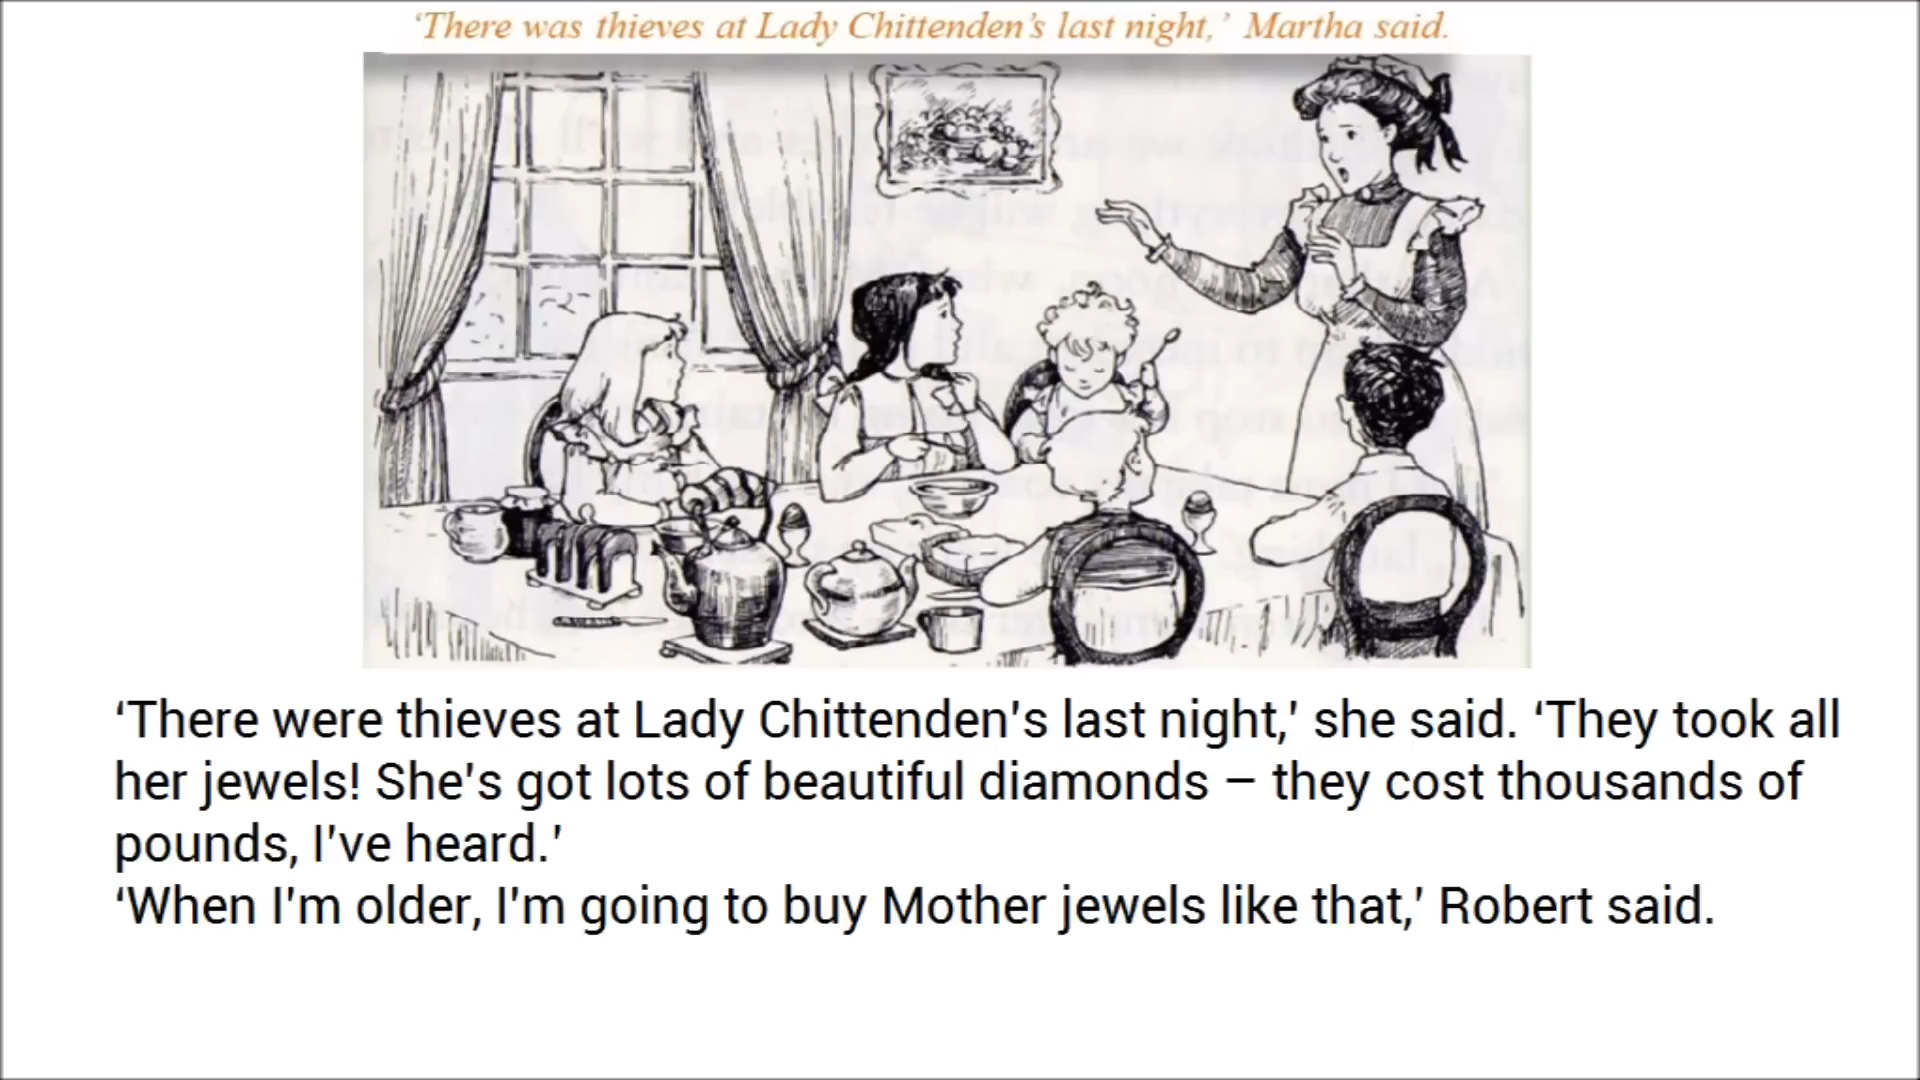 ‘There was thieves at Lady Chittenden’s last night,’ Martha said.
‘There were thieves at Lady Chittenden's last night,’ she said. ‘They took all
her jewels! She's got lots of beautiful diamonds – they cost thousands of
pounds, I've heard.’
‘When I'm older, I'm going to buy Mother jewels like that,’ Robert said.